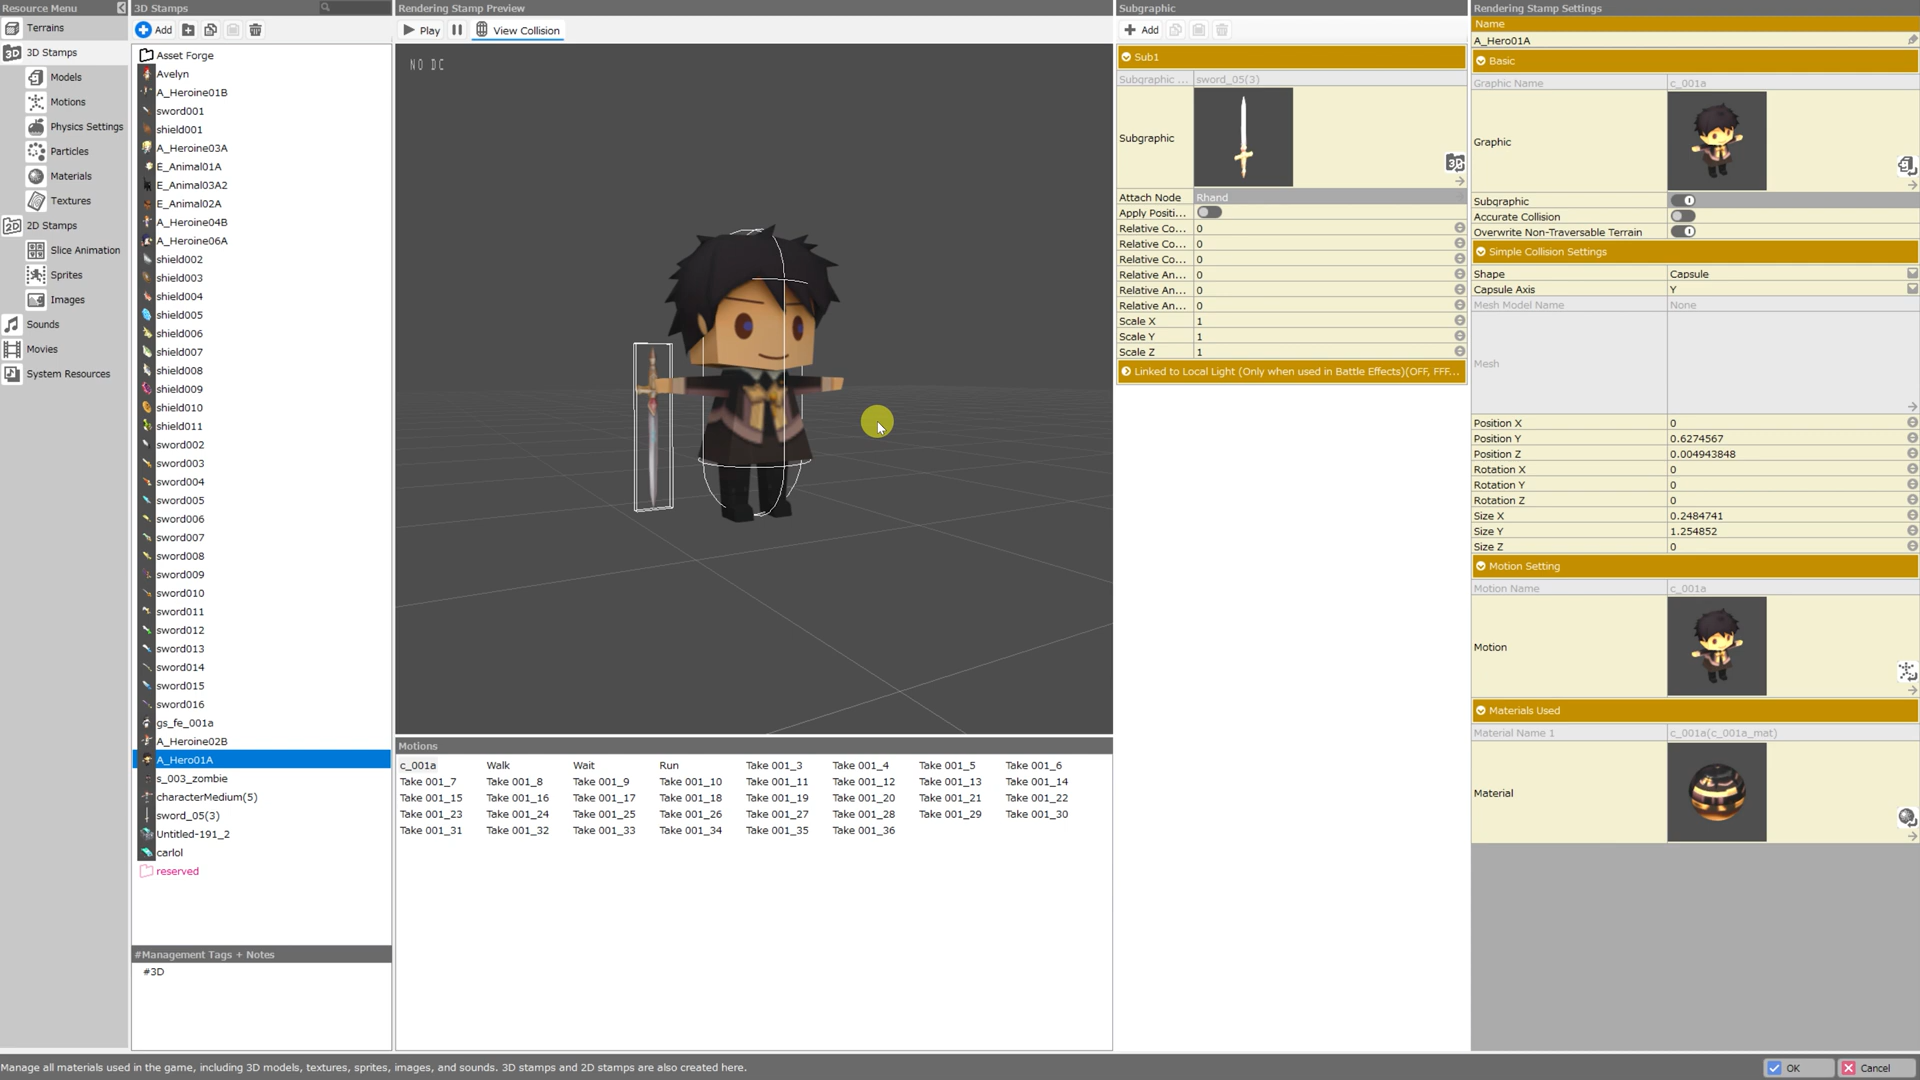 Resource Menu
Terrains
3D Stamps
Models
Motions
Physics Settings
Particles
Materials
Textures
2D Stamps
Slice Animation
Sprites
Images
Sounds
Movies
System Resources
3D Stamps
Add
Asset Forge
Avelyn
A_Heroine01B
sword001
shield001
A_Heroine03A
E_Animal01A
E_Animal03A2
E_Animal02A
A_Heroine04B
A_Heroine06A
shield002
shield003
shield004
shield005
shield006
shield007
shield008
shield009
shield010
shield011
sword002
sword003
sword004
sword005
sword006
sword007
sword008
sword009
sword010
sword011
sword012
sword013
sword014
sword015
sword016
gs_fe_001a
A_Heroine02B
A_Hero01A
s_003_zombie
characterMedium(5)
sword_05(3)
Untitled-191_2
carlol
reserved
#Management Tags + Notes
#3D
Rendering Stamp Preview
Play View Collision
NO DC
Motions
c_001a Walk Wait Run Take 001_3 Take 001_4 Take 001_5 Take 001_6
Take 001_7 Take 001_8 Take 001_9 Take 001_10 Take 001_11 Take 001_12 Take 001_13 Take 001_14
Take 001_15 Take 001_16 Take 001_17 Take 001_18 Take 001_19 Take 001_20 Take 001_21 Take 001_22
Take 001_23 Take 001_24 Take 001_25 Take 001_26 Take 001_27 Take 001_28 Take 001_29 Take 001_30
Take 001_31 Take 001_32 Take 001_33 Take 001_34 Take 001_35 Take 001_36
Subgraphic
Add
Sub1
Subgraphic ... sword_05(3)
Subgraphic
3D
Attach Node Rhand
Apply Positi...
Relative Co... 0
Relative Co... 0
Relative Co... 0
Relative An... 0
Relative An... 0
Relative An... 0
Scale X 1
Scale Y 1
Scale Z 1
Linked to Local Light (Only when used in Battle Effects)(OFF, FFF...
Rendering Stamp Settings
Name
A_Hero01A
Basic
Graphic Name c_001a
Graphic
Subgraphic
Accurate Collision
Overwrite Non-Traversable Terrain
Simple Collision Settings
Shape Capsule
Capsule Axis Y
Mesh Model Name None
Mesh
Position X 0
Position Y 0.6274567
Position Z 0.004943848
Rotation X 0
Rotation Y 0
Rotation Z 0
Size X 0.2484741
Size Y 1.254852
Size Z 0
Motion Setting
Motion Name c_001a
Motion
Materials Used
Material Name 1 c_001a(c_001a_mat)
Material
Manage all materials used in the game, including 3D models, textures, sprites, images, and sounds. 3D stamps and 2D stamps are also created here.
OK Cancel